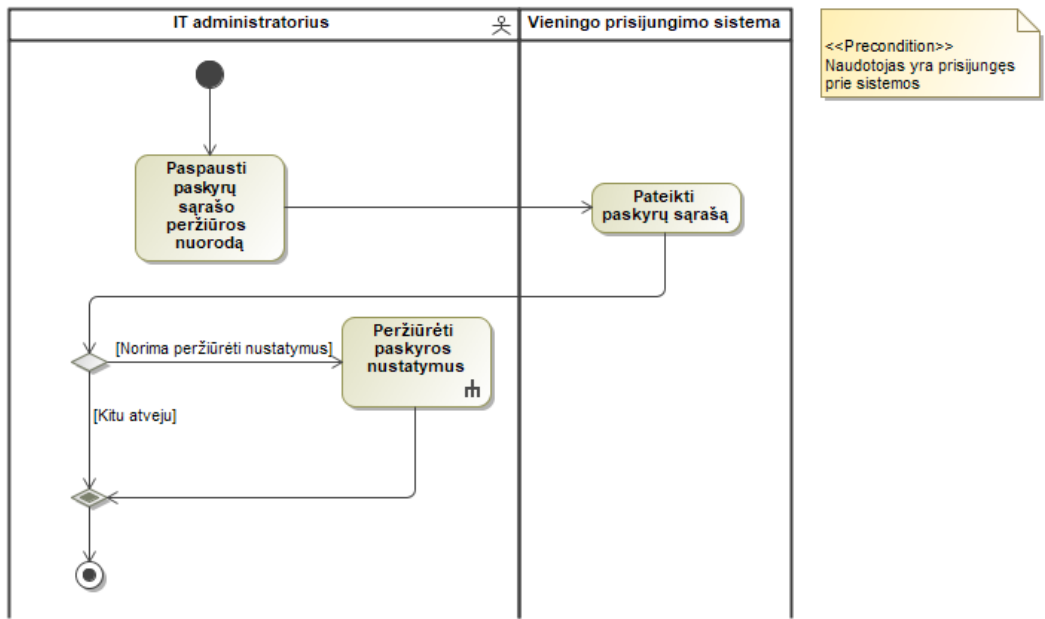 IT administratorius
Vieningo prisijungimo sistema
<<Precondition>>
Naudotojas yra prisijungęs
prie sistemos
Paspausti
paskyrų
sąrašo
peržiūros
nuorodą
Pateikti
paskyrų sąrašą
[Norima peržiūrėti nustatymus]
Peržiūrėti
paskyros
nustatymus
[Kitu atveju]